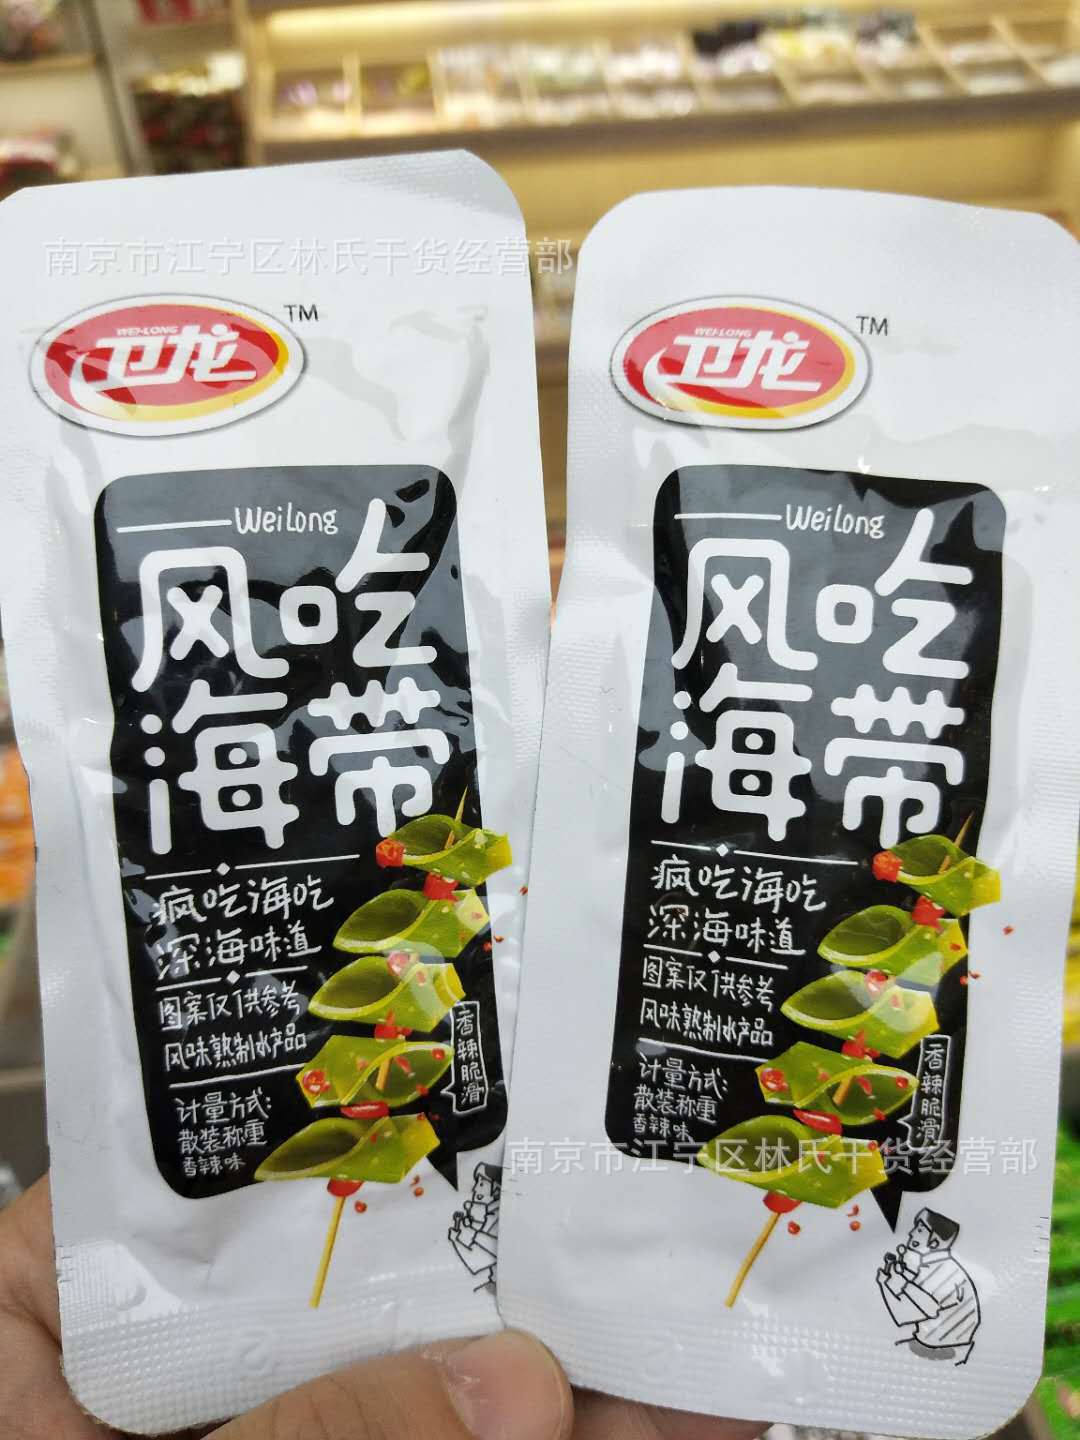 南京市江宁区林氏干货经营部
WEI-LONG
卫龙
TM
WeiLong
风吃
海带
疯吃海吃
深海味道
图案仅供参考
风味熟制水产品
计量方式:
散装称重
香辣味
香辣脆滑
WEI-LONG
卫龙
TM
WeiLong
风吃
海带
疯吃海吃
深海味道
图案仅供参考
风味熟制水产品
计量方式:
散装称重
香辣味
香辣脆滑
南京市江宁区林氏干货经营部